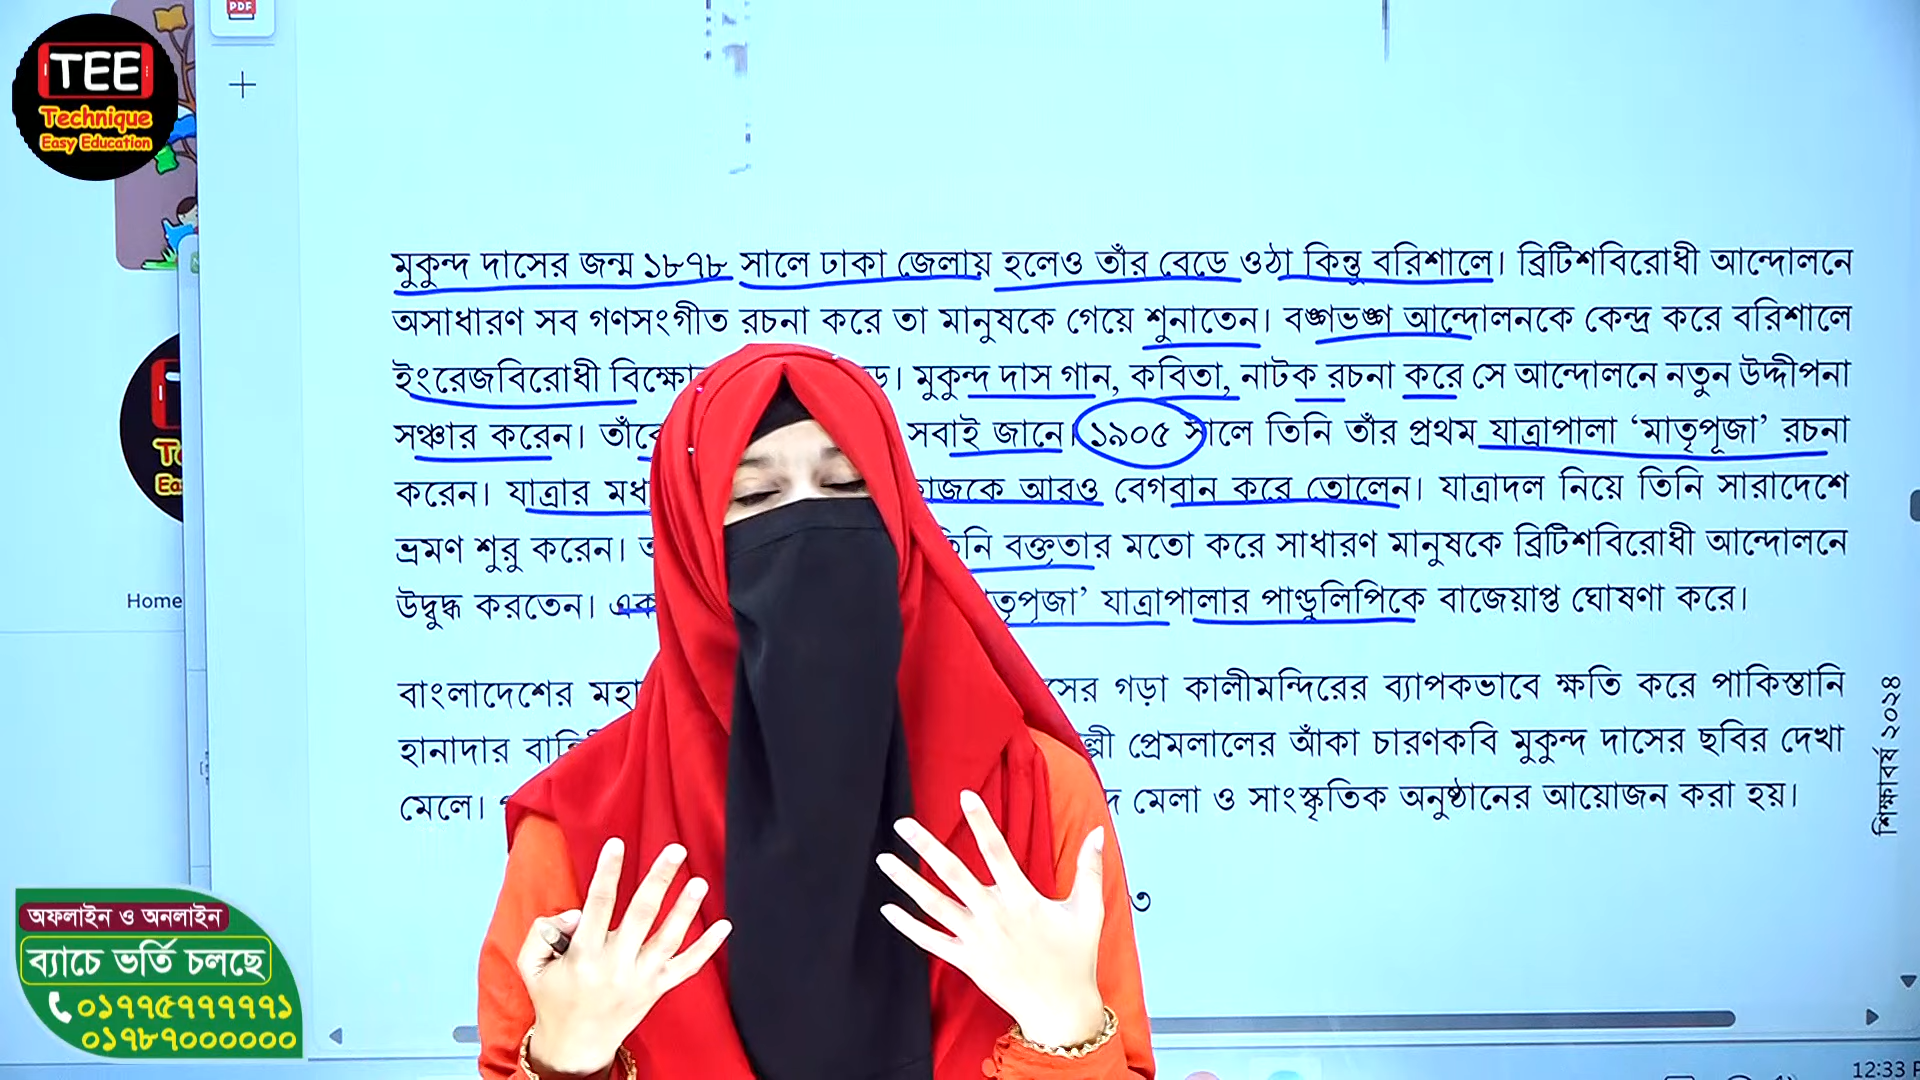 TEE
Technique
Easy Education
PDF
মুকুন্দ দাসের জন্ম ১৮৭৮ সালে ঢাকা জেলায় হলেও তাঁর বেড়ে ওঠা কিন্তু বরিশালে। ব্রিটিশবিরোধী আন্দোলনে
অসাধারণ সব গণসংগীত রচনা করে তা মানুষকে গেয়ে শুনাতেন। বঙ্গভঙ্গ আন্দোলনকে কেন্দ্র করে বরিশালে
ইংরেজবিরোধী মুকুন্দ দাস গান, কবিতা, নাটক রচনা করে সে আন্দোলনে নতুন উদ্দীপনা
সঞ্চার করেন। সবাই জানে। ১৯০৫ সালে তিনি তাঁর প্রথম যাত্রাপালা ‘মাতৃপূজা’ রচনা
করেন। যাত্রার আরও বেগবান করে তোলেন। যাত্রাদল নিয়ে তিনি সারাদেশে
ভ্রমণ শুরু করেন। বক্তৃতার মতো করে সাধারণ মানুষকে ব্রিটিশবিরোধী আন্দোলনে
উদ্বুদ্ধ করতেন। যাত্রাপালার পাণ্ডুলিপিকে বাজেয়াপ্ত ঘোষণা করে।
বাংলাদেশের গড়া কালীমন্দিরের ব্যাপকভাবে ক্ষতি করে পাকিস্তানি
হানাদার প্রেমলালের আঁকা চারণকবি মুকুন্দ দাসের ছবির দেখা
মেলে। মেলা ও সাংস্কৃতিক অনুষ্ঠানের আয়োজন করা হয়।
শিক্ষাবর্ষ ২০২৪
Home
অফলাইন ও অনলাইন
ব্যাচে ভর্তি চলছে
০১৭৭৫৭৭৭৭৭১
০১৭৮৭০০০০০০
12:33